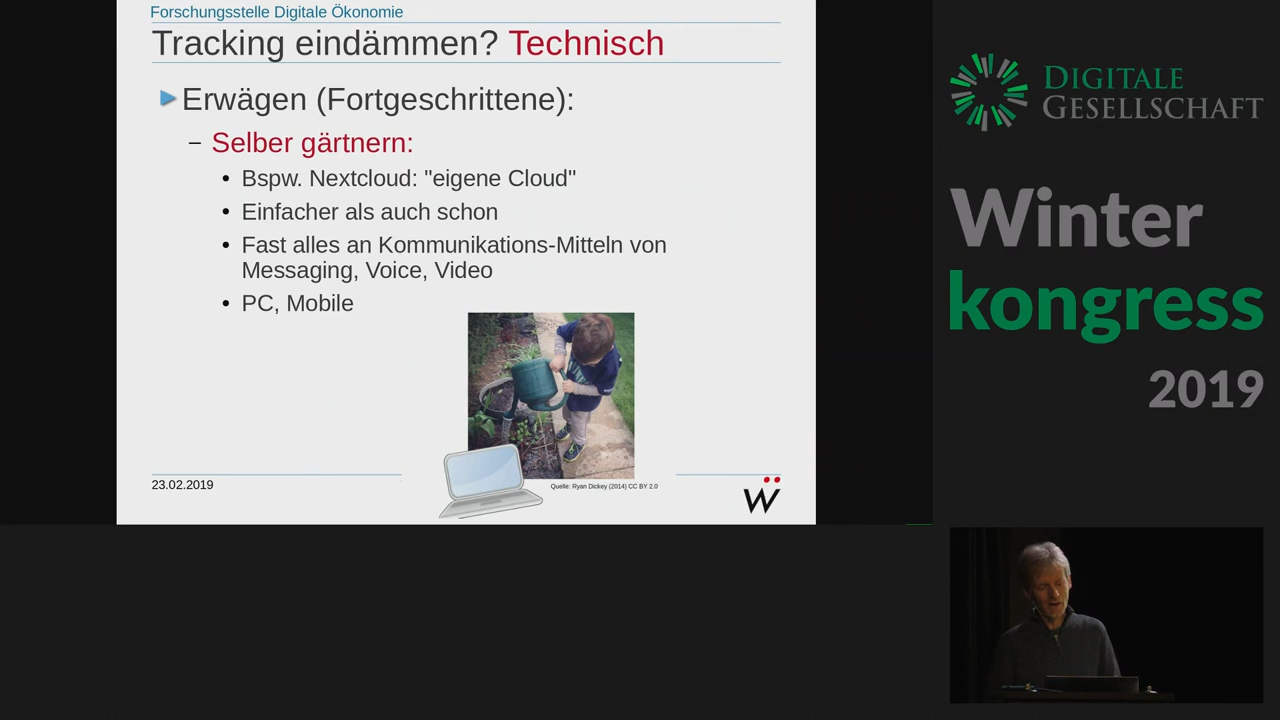 Forschungsstelle Digitale Ökonomie
Tracking eindämmen? Technisch
Erwägen (Fortgeschrittene):
– Selber gärtnern:
• Bspw. Nextcloud: "eigene Cloud"
• Einfacher als auch schon
• Fast alles an Kommunikations-Mitteln von
Messaging, Voice, Video
• PC, Mobile
23.02.2019
Quelle: Ryan Dickey (2014) CC BY 2.0
Ẅ
DIGITALE
GESELLSCHAFT
Winter
kongress
2019